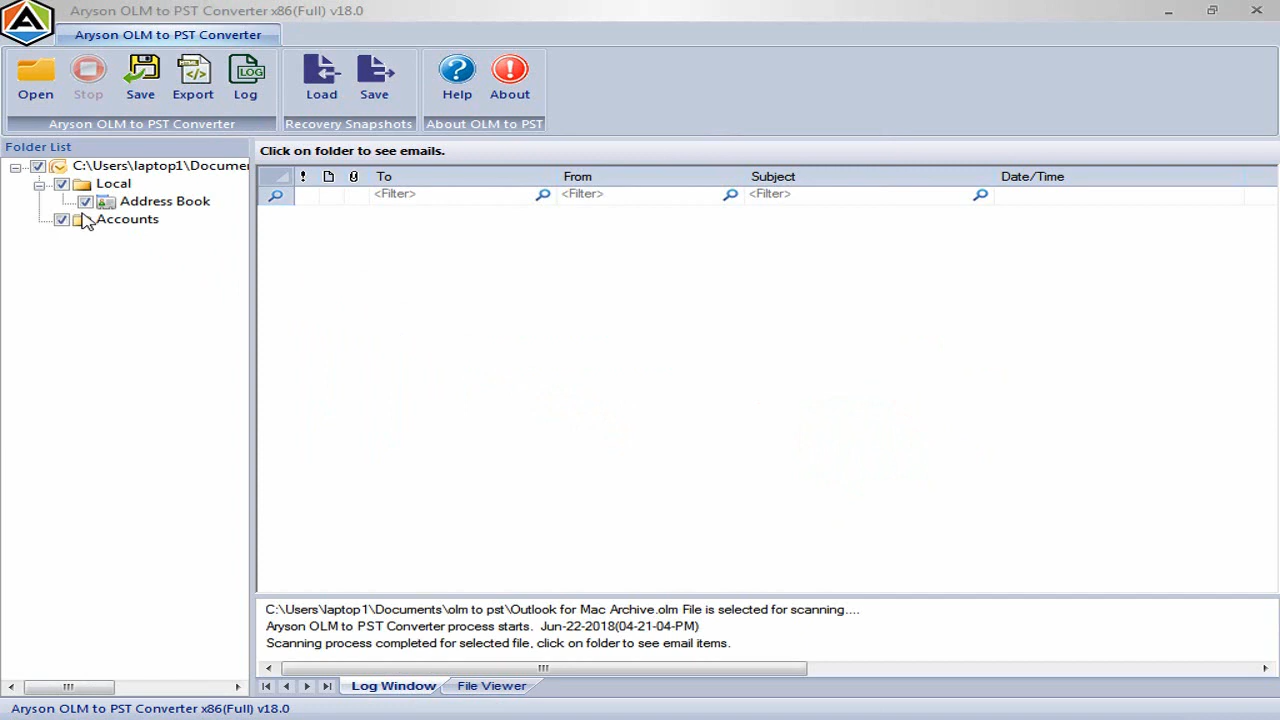 Aryson OLM to PST Converter x86(Full) v18.0
Aryson OLM to PST Converter
Open Stop Save Export Log Load Save Help About
LOG
Aryson OLM to PST Converter Recovery Snapshots About OLM to PST
Folder List
C:\Users\laptop1\Documen
Local
Address Book
Accounts
Click on folder to see emails.
To From Subject Date/Time
<Filter> <Filter> <Filter>
C:\Users\laptop1\Documents\olm to pst\Outlook for Mac Archive.olm File is selected for scanning....
Aryson OLM to PST Converter process starts. Jun-22-2018(04-21-04-PM)
Scanning process completed for selected file, click on folder to see email items.
Log Window File Viewer
Aryson OLM to PST Converter x86(Full) v18.0